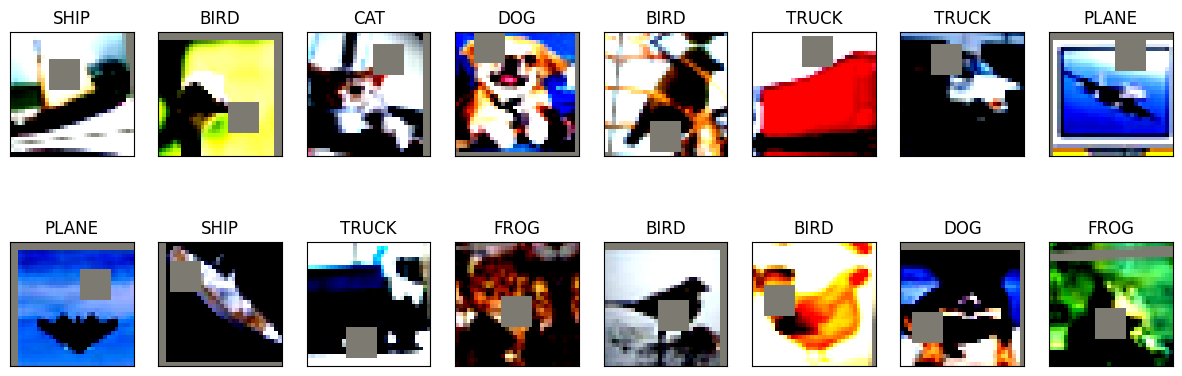 SHIP BIRD CAT DOG BIRD TRUCK TRUCK PLANE
PLANE SHIP TRUCK FROG BIRD BIRD DOG FROG